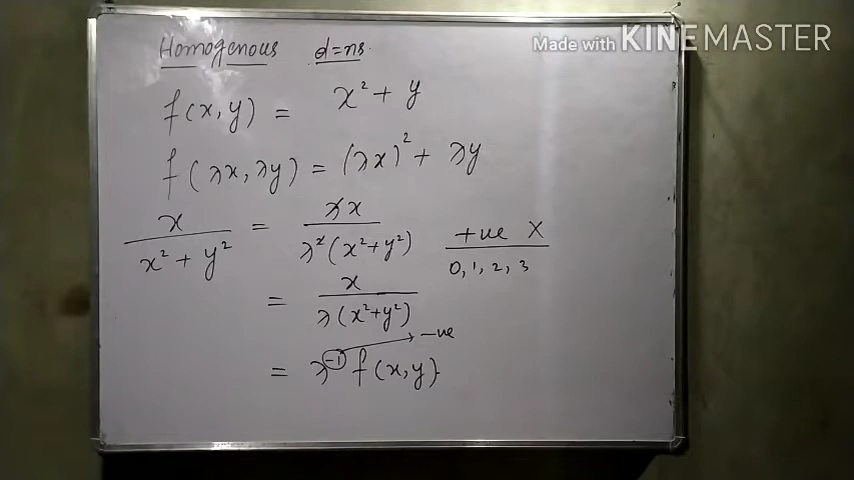 Homogenous d=ns.
Made with KINEMASTER
f(x,y) = x² + y
f(λx, λy) = (λx)² + λy
x / x² + y² = λx / λ²(x²+y²)
+ve X
0, 1, 2, 3
= x / λ(x²+y²)
-ve
= λ⁻¹ f(x,y)